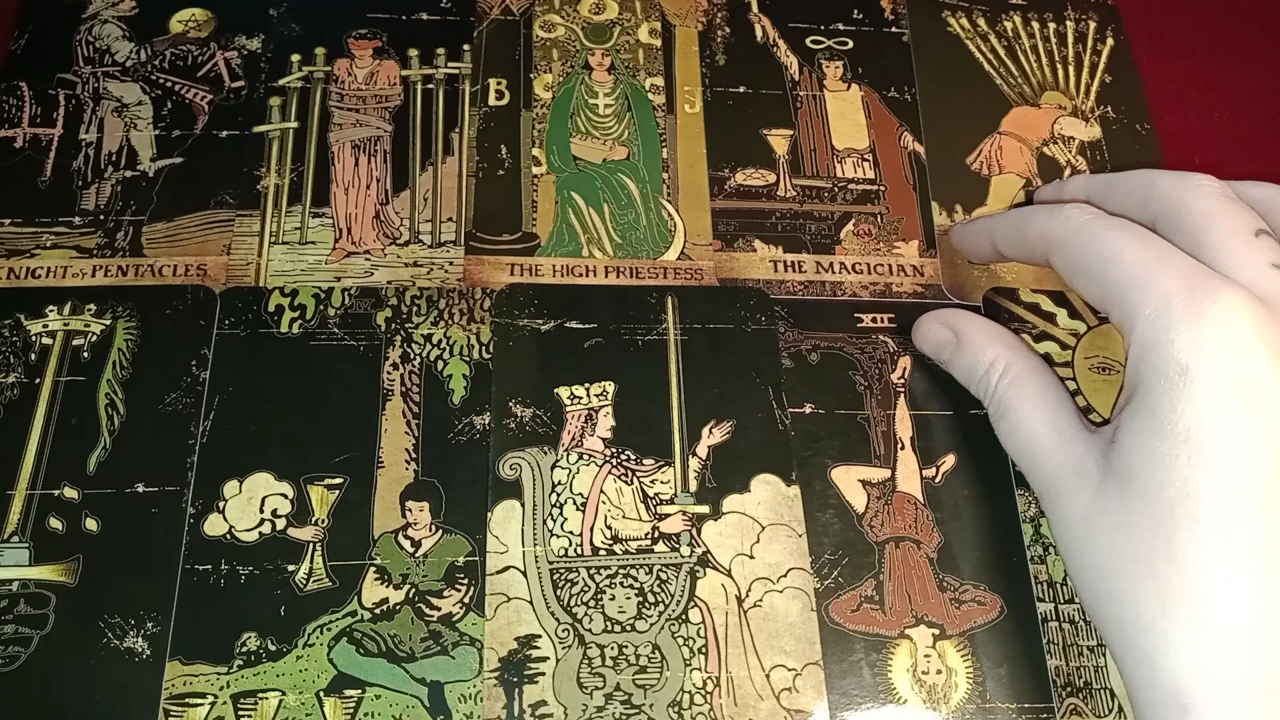 B
J
KNIGHT of PENTACLES
THE HIGH PRIESTESS
THE MAGICIAN
IV
XII